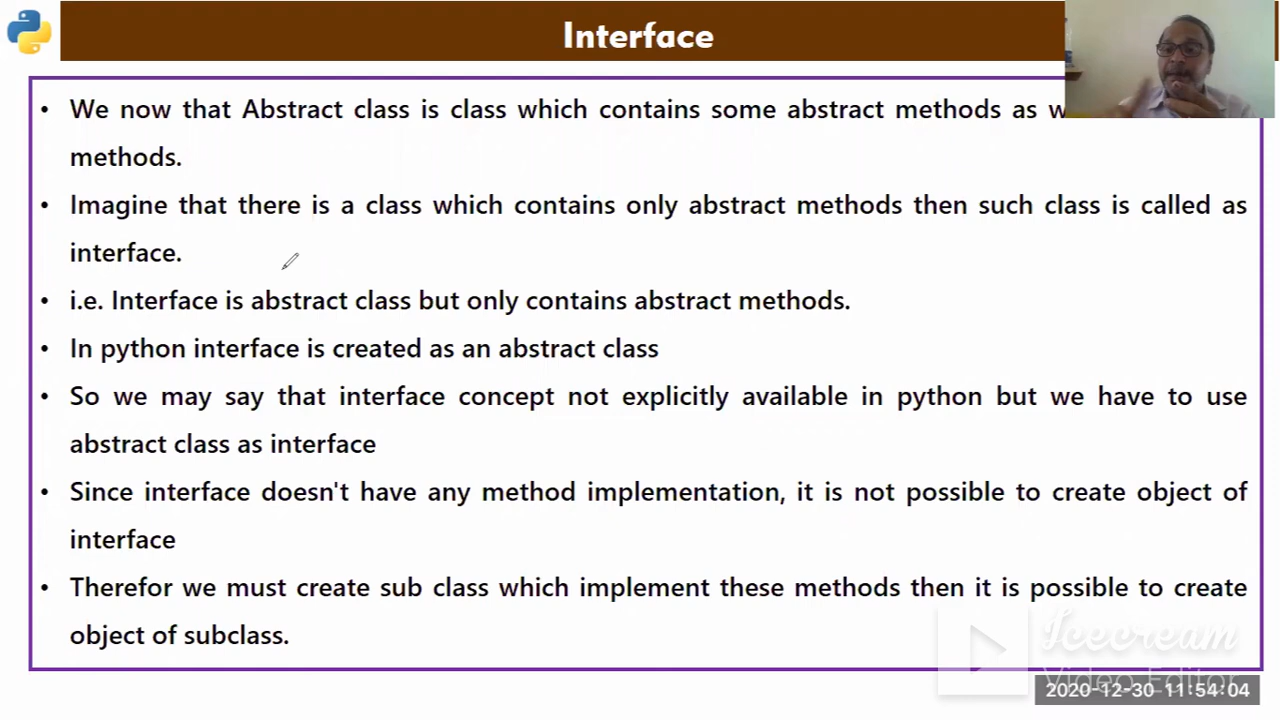 Interface
• We now that Abstract class is class which contains some abstract methods as
methods.
• Imagine that there is a class which contains only abstract methods then such class is called as
interface.
• i.e. Interface is abstract class but only contains abstract methods.
• In python interface is created as an abstract class
• So we may say that interface concept not explicitly available in python but we have to use
abstract class as interface
• Since interface doesn't have any method implementation, it is not possible to create object of
interface
• Therefor we must create sub class which implement these methods then it is possible to create
object of subclass.
Icecream
Video Editor
2020-12-30 11:54:04